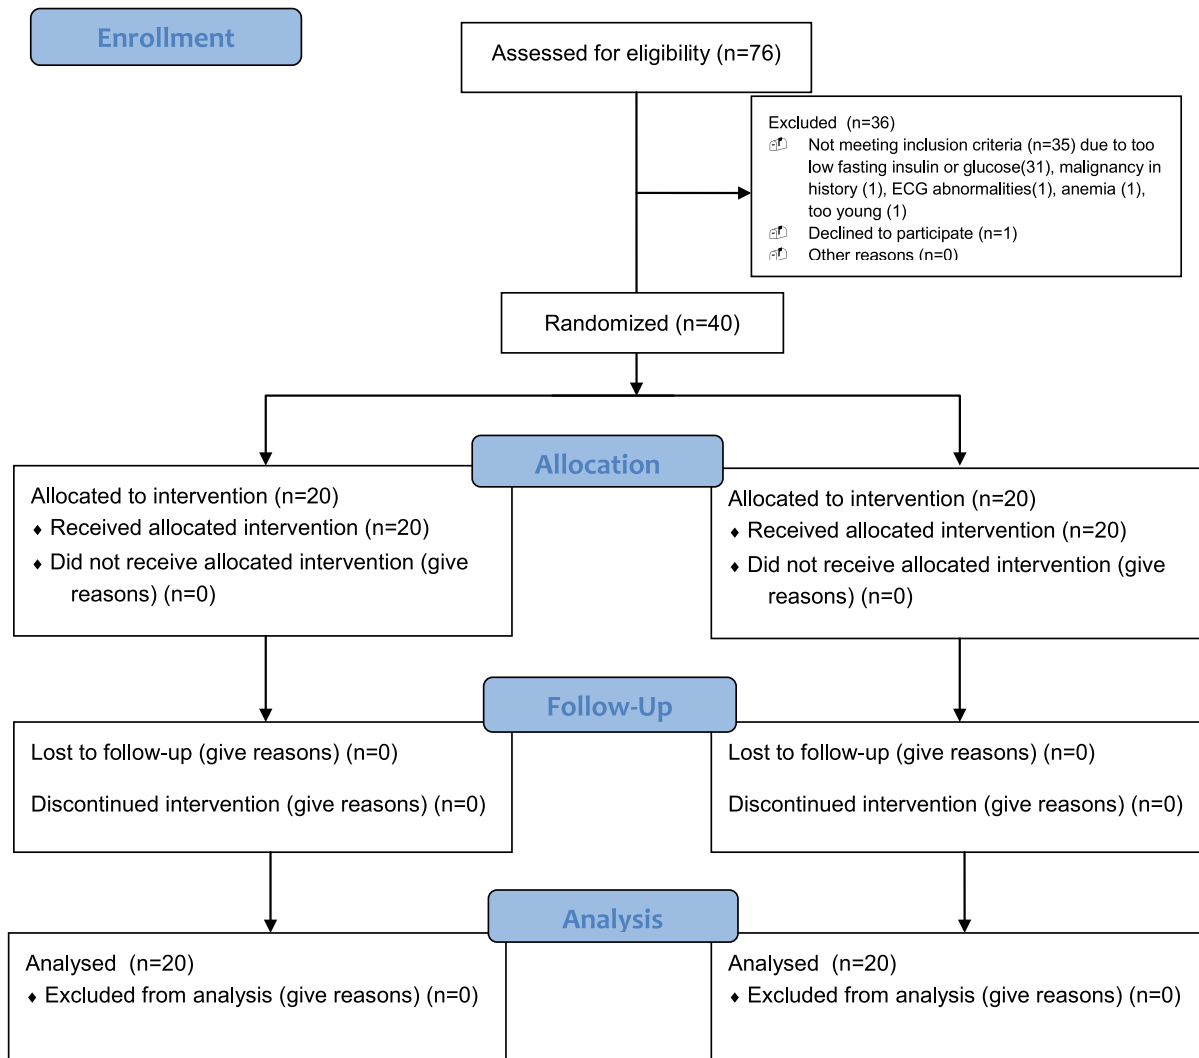 Enrollment
Assessed for eligibility (n=76)
Excluded (n=36)
Not meeting inclusion criteria (n=35) due to too
low fasting insulin or glucose(31), malignancy in
history (1), ECG abnormalities(1), anemia (1),
too young (1)
Declined to participate (n=1)
Other reasons (n=0)
Randomized (n=40)
Allocation
Allocated to intervention (n=20)
♦ Received allocated intervention (n=20)
♦ Did not receive allocated intervention (give
reasons) (n=0)
Allocated to intervention (n=20)
♦ Received allocated intervention (n=20)
♦ Did not receive allocated intervention (give
reasons) (n=0)
Follow-Up
Lost to follow-up (give reasons) (n=0)
Discontinued intervention (give reasons) (n=0)
Lost to follow-up (give reasons) (n=0)
Discontinued intervention (give reasons) (n=0)
Analysis
Analysed (n=20)
♦ Excluded from analysis (give reasons) (n=0)
Analysed (n=20)
♦ Excluded from analysis (give reasons) (n=0)